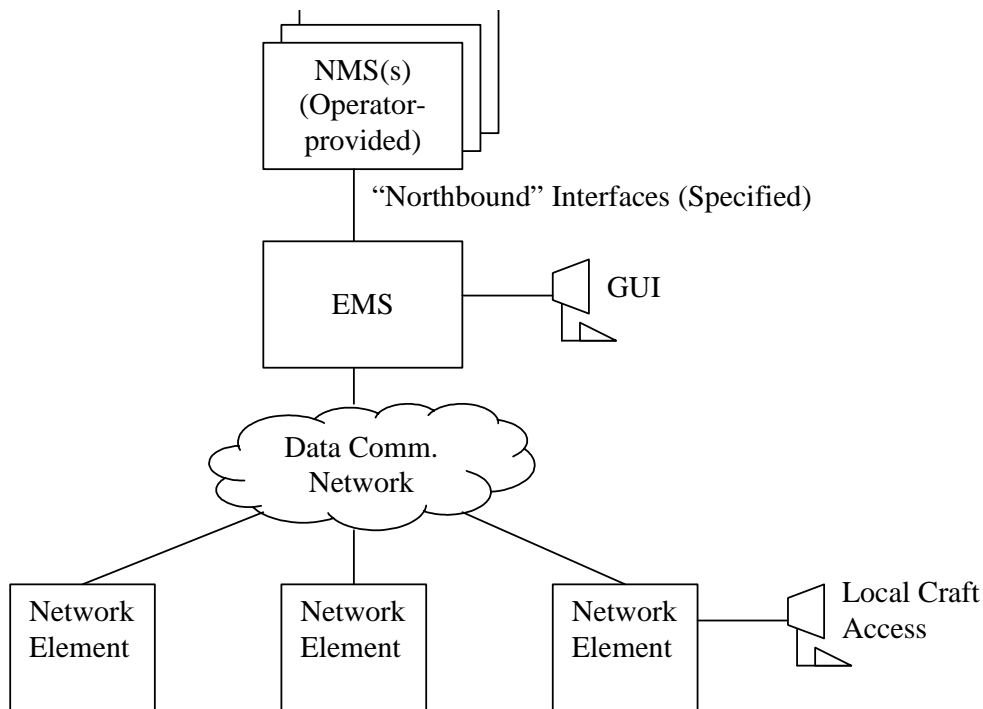 NMS(s)
(Operator-
provided)
“Northbound” Interfaces (Specified)
EMS
GUI
Data Comm.
Network
Network
Element
Network
Element
Network
Element
Local Craft
Access